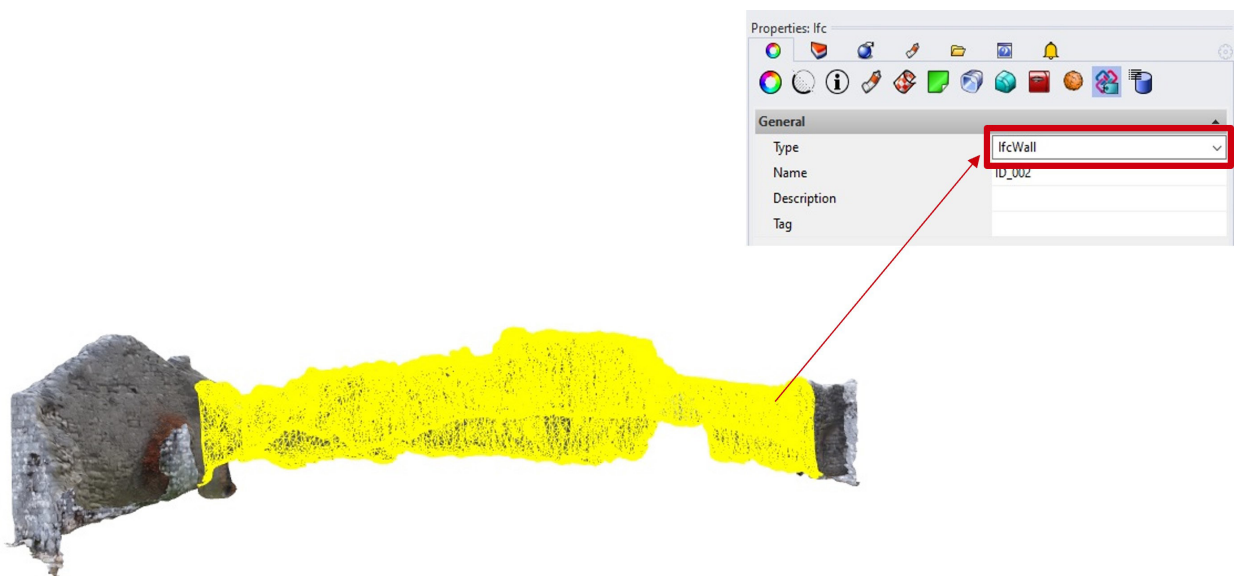 Properties: Ifc
General
Type IfcWall
Name ID_002
Description
Tag